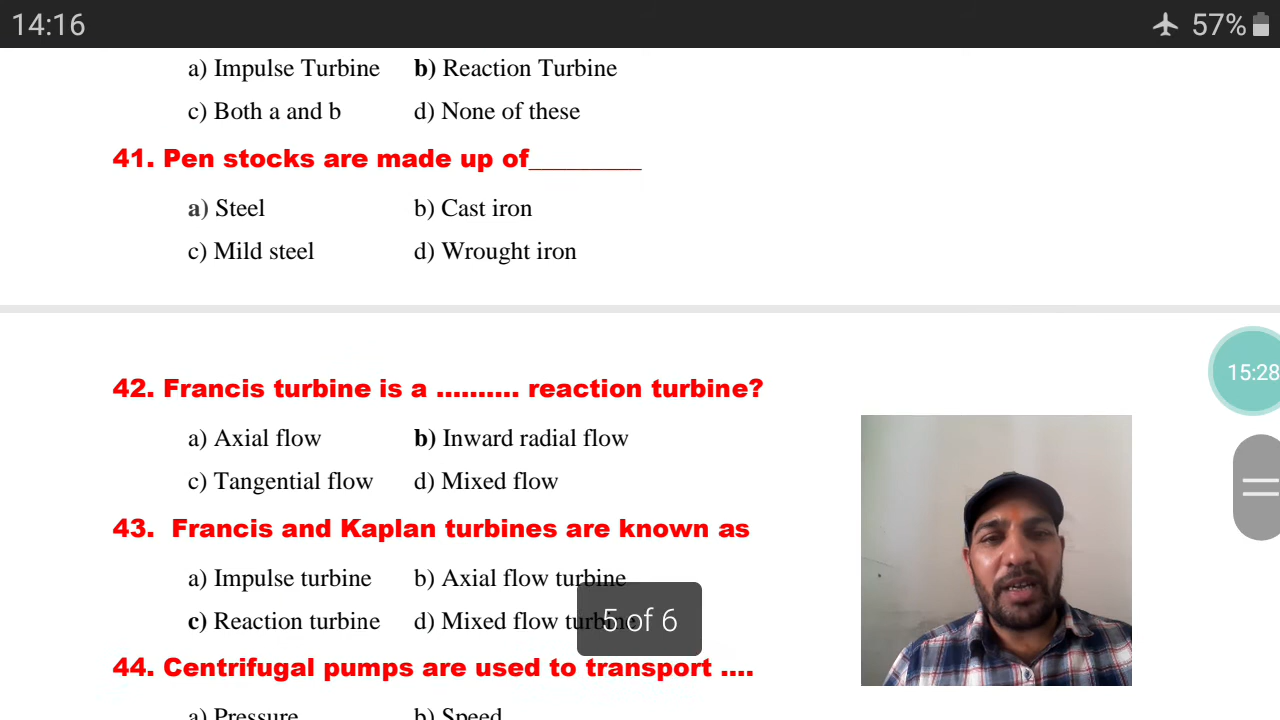 14:16 57%
a) Impulse Turbine b) Reaction Turbine
c) Both a and b d) None of these
41. Pen stocks are made up of_________
a) Steel b) Cast iron
c) Mild steel d) Wrought iron
15:28
42. Francis turbine is a .......... reaction turbine?
a) Axial flow b) Inward radial flow
c) Tangential flow d) Mixed flow
43. Francis and Kaplan turbines are known as
a) Impulse turbine b) Axial flow turbine
c) Reaction turbine d) Mixed flow turbine
5 of 6
44. Centrifugal pumps are used to transport ....
a) Pressure b) Speed